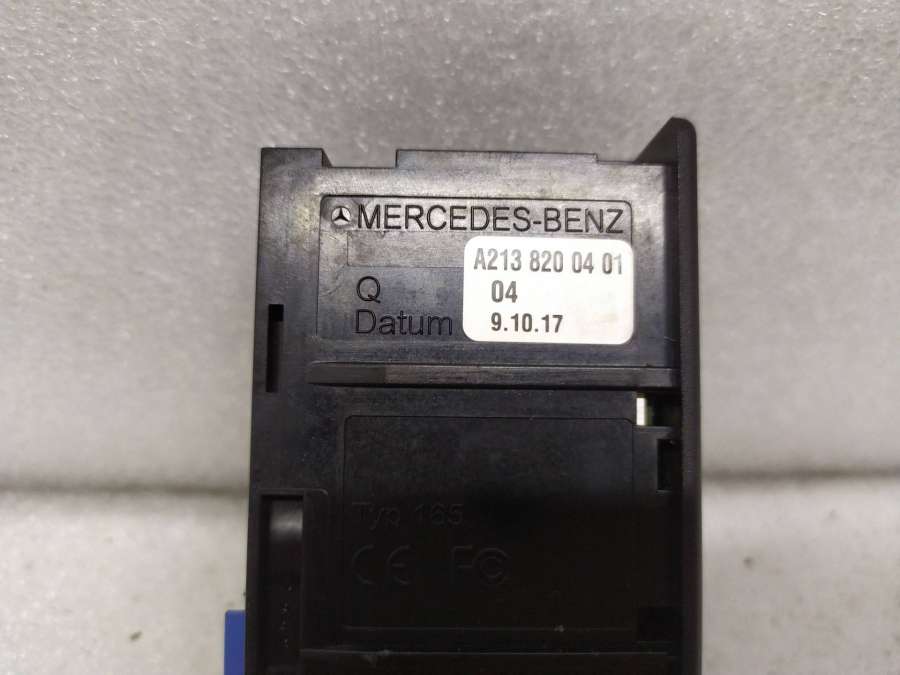 MERCEDES-BENZ
A213 820 04 01
Q 04
Datum 9.10.17
Typ 165
CE FC